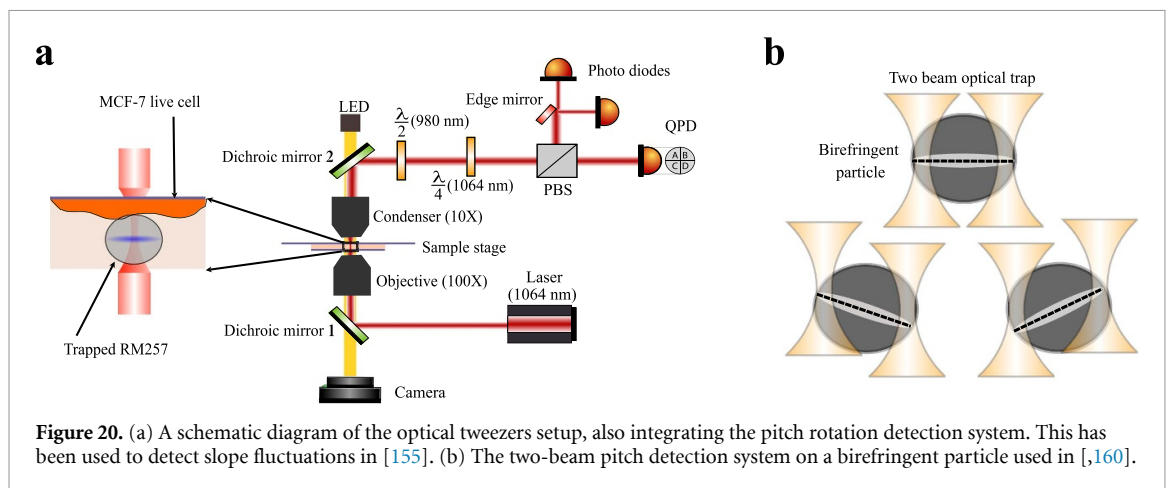 a
b
MCF-7 live cell
Trapped RM257
LED
Dichroic mirror 2
λ/2 (980 nm)
λ/4 (1064 nm)
Edge mirror
Photo diodes
QPD
A B
C D
PBS
Condenser (10X)
Sample stage
Objective (100X)
Laser
(1064 nm)
Dichroic mirror 1
Camera
Two beam optical trap
Birefringent
particle
Figure 20. (a) A schematic diagram of the optical tweezers setup, also integrating the pitch rotation detection system. This has
been used to detect slope fluctuations in [155]. (b) The two-beam pitch detection system on a birefringent particle used in [,160].